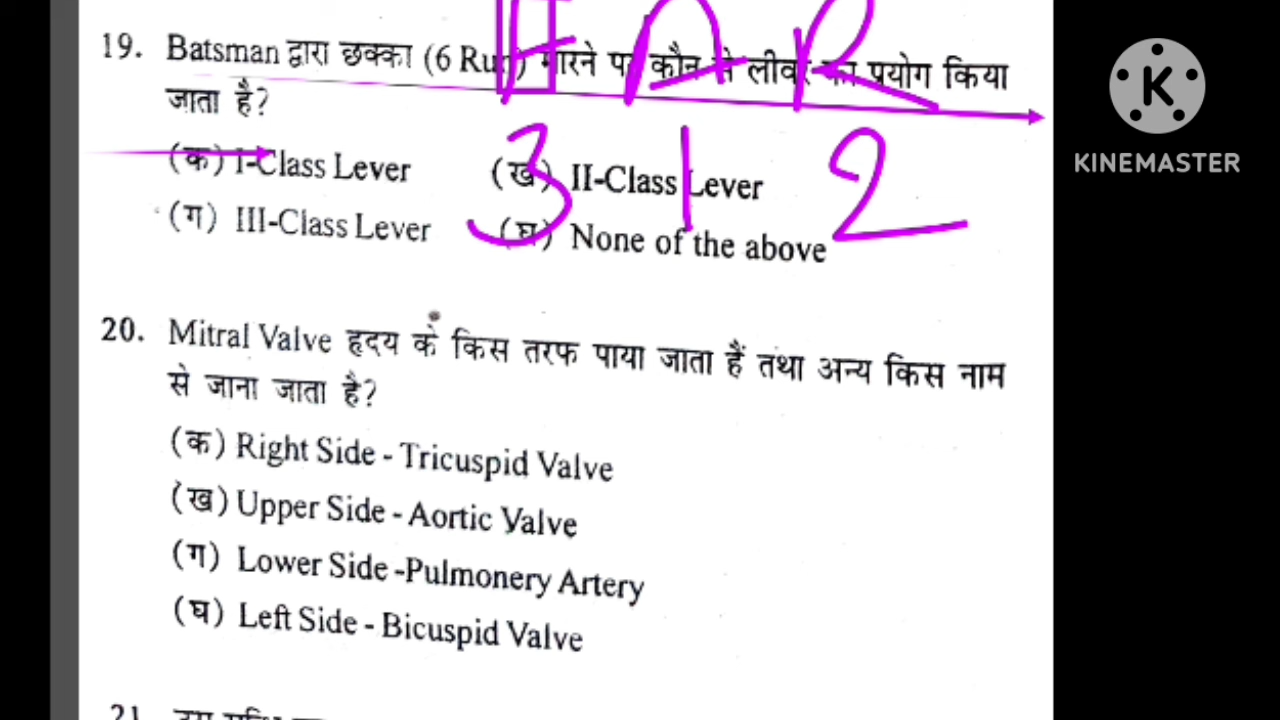 F A R
19. Batsman द्वारा छक्का (6 Run) मारने पर कौन से लीवर का प्रयोग किया
जाता है?
(क) I-Class Lever (ख) II-Class Lever
(ग) III-Class Lever (घ) None of the above
3 1 2
20. Mitral Valve हृदय के किस तरफ पाया जाता हैं तथा अन्य किस नाम
से जाना जाता है?
(क) Right Side - Tricuspid Valve
(ख) Upper Side - Aortic Valve
(ग) Lower Side -Pulmonery Artery
(घ) Left Side - Bicuspid Valve
21.
K
KINEMASTER